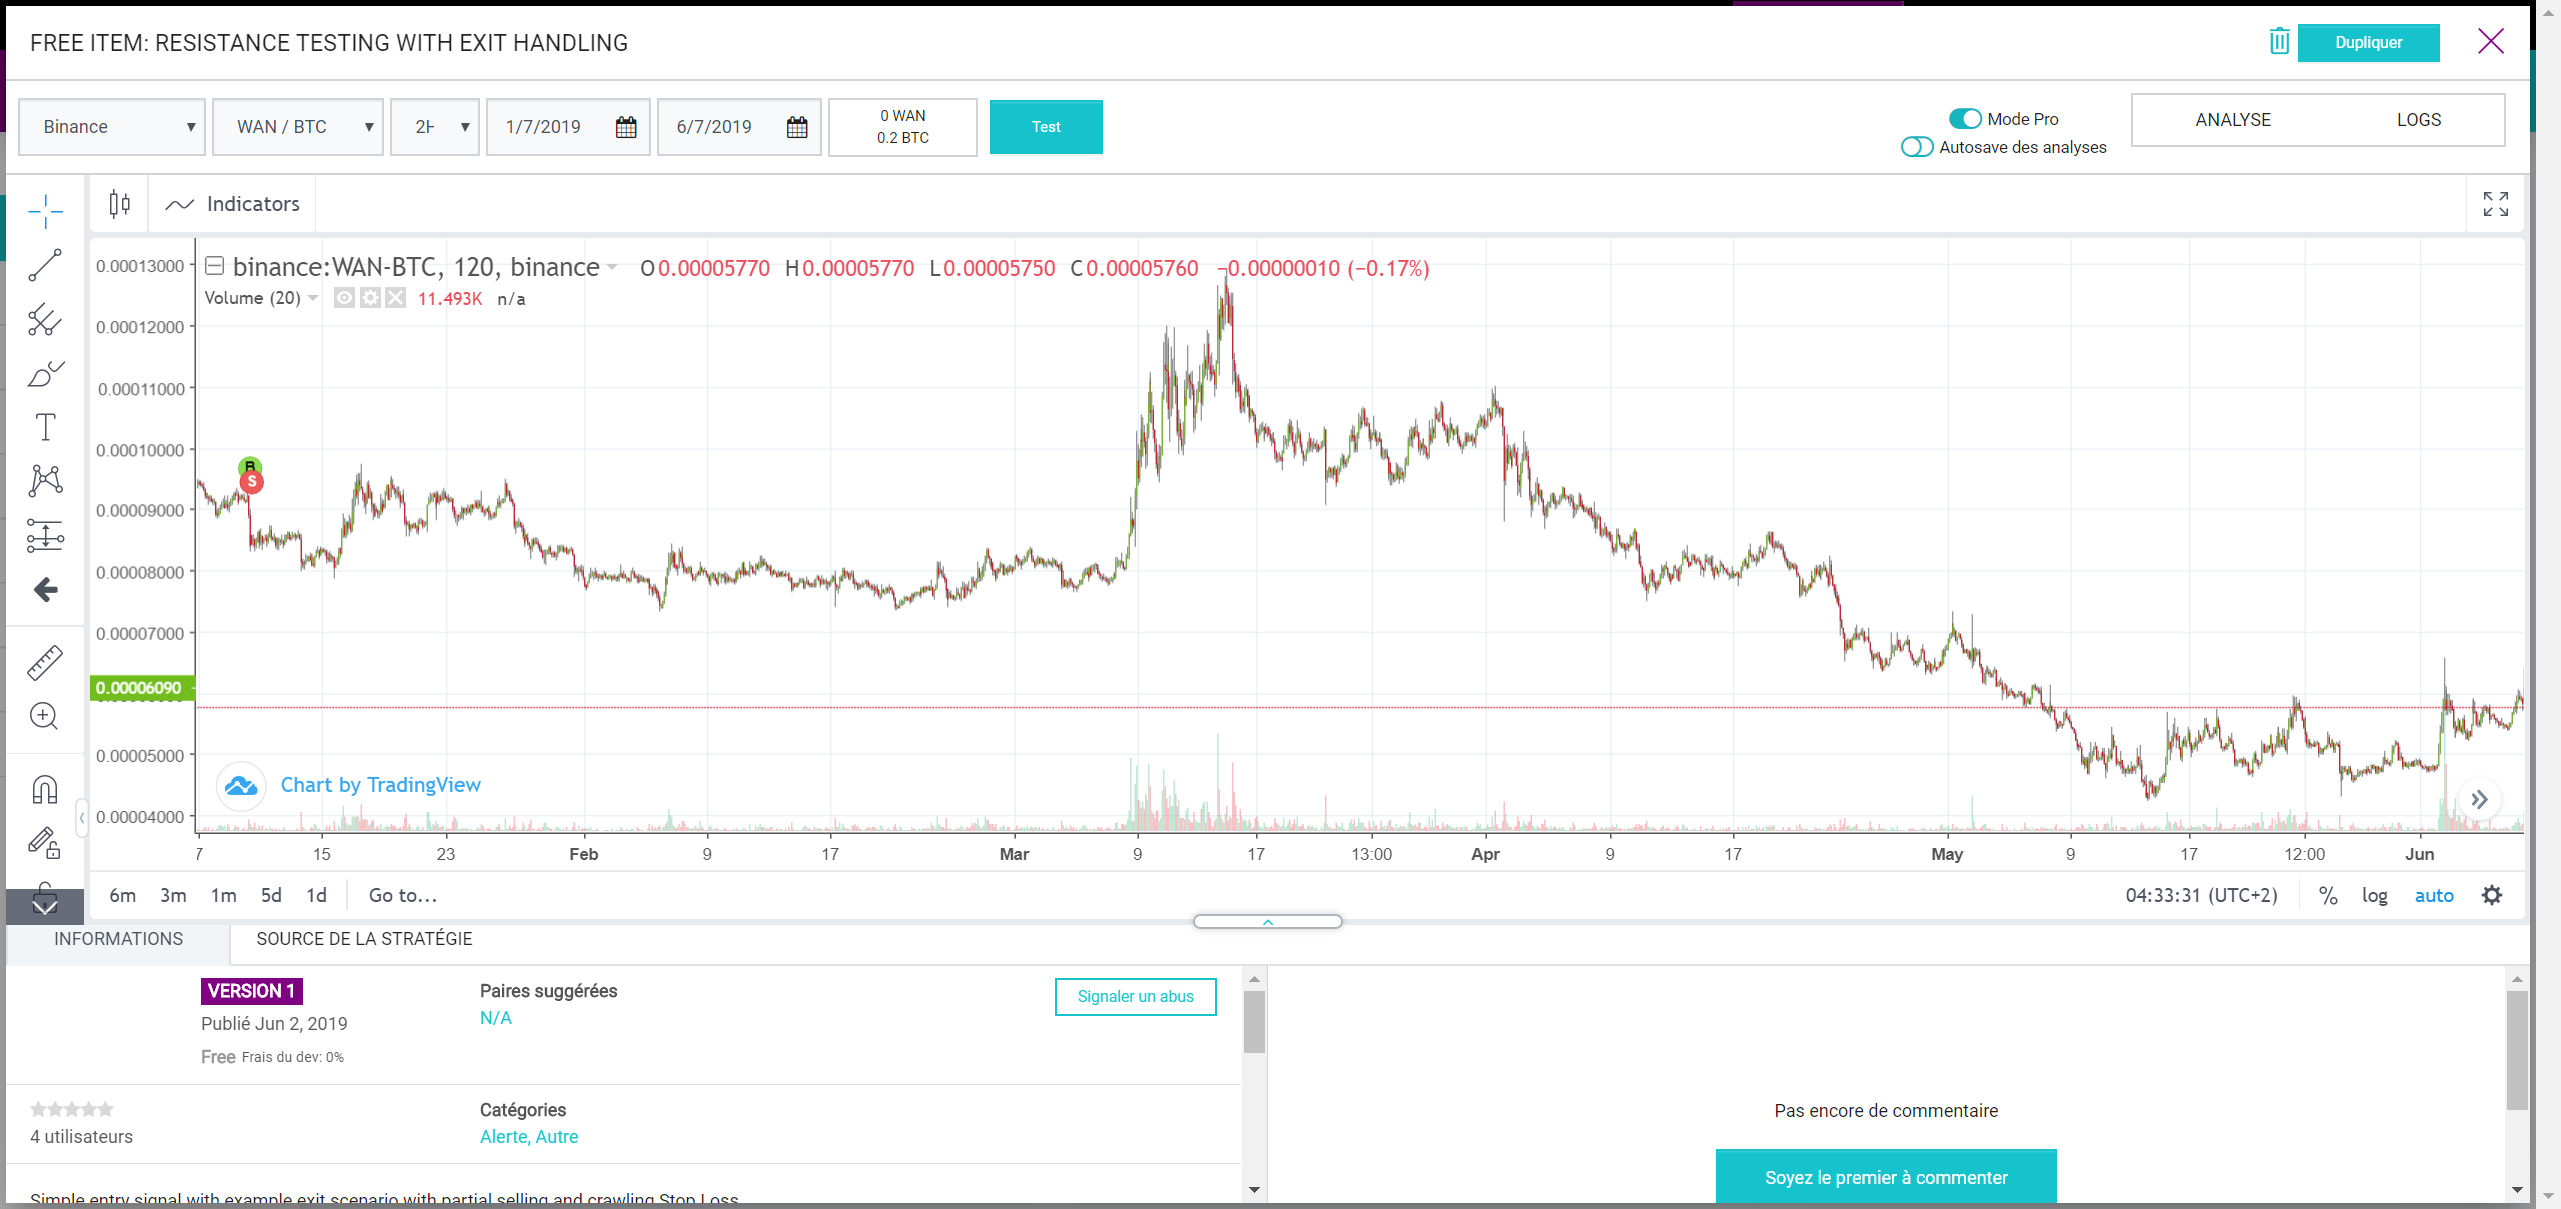 FREE ITEM: RESISTANCE TESTING WITH EXIT HANDLING
Dupliquer
Binance
WAN / BTC
2H
1/7/2019
6/7/2019
0 WAN
0.2 BTC
Test
Mode Pro
Autosave des analyses
ANALYSE
LOGS
Indicators
binance:WAN-BTC, 120, binance O0.00005770 H0.00005770 L0.00005750 C0.00005760 −0.00000010 (−0.17%)
Volume (20) 11.493K n/a
0.00013000
0.00012000
0.00011000
0.00010000
0.00009000
0.00008000
0.00007000
0.00006090
0.00005000
0.00004000
B
S
Chart by TradingView
7 15 23 Feb 9 17 Mar 9 17 13:00 Apr 9 17 May 9 17 12:00 Jun
6m 3m 1m 5d 1d Go to...
04:33:31 (UTC+2) % log auto
INFORMATIONS
SOURCE DE LA STRATÉGIE
VERSION 1
Publié Jun 2, 2019
Free Frais du dev: 0%
Paires suggérées
N/A
Signaler un abus
4 utilisateurs
Catégories
Alerte, Autre
Simple entry signal with example exit scenario with partial selling and crawling Stop Loss
Pas encore de commentaire
Soyez le premier à commenter